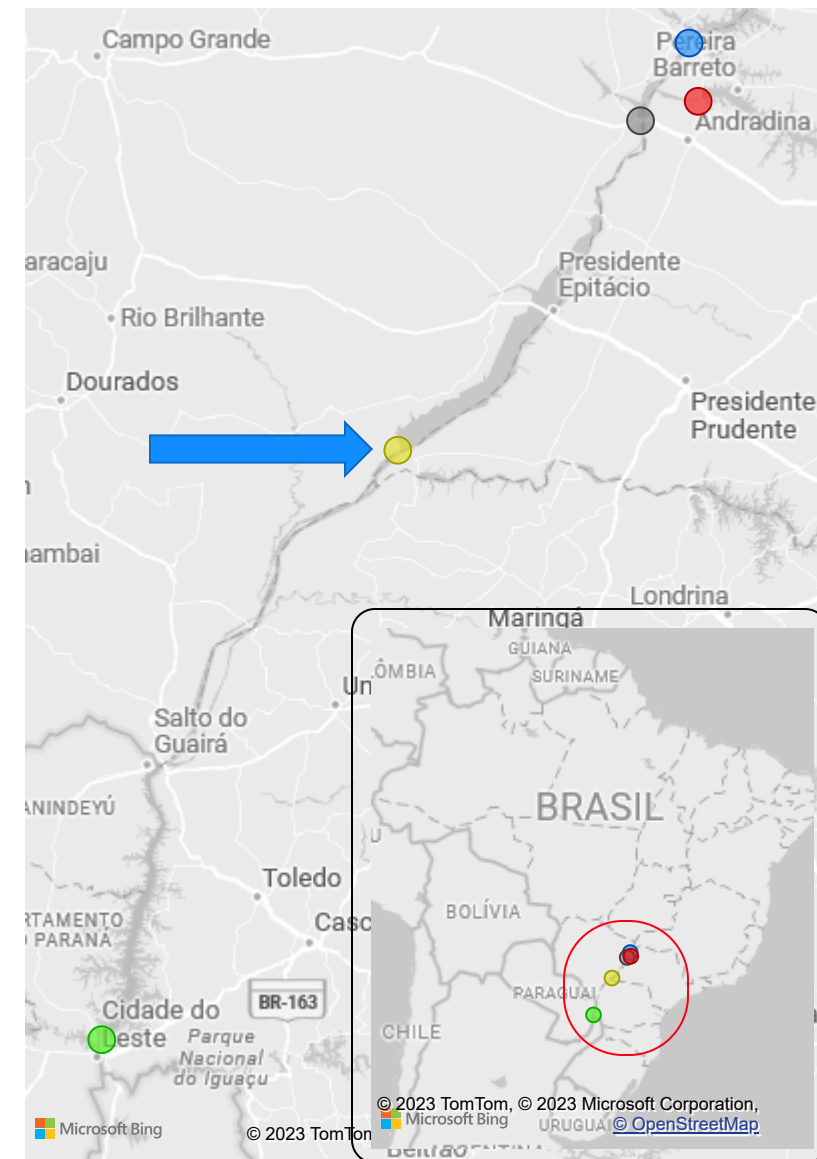 Campo Grande
Pereira
Barreto
Andradina
aracaju
Presidente
Epitácio
Rio Brilhante
Dourados
Presidente
Prudente
ambai
Londrina
Maringá
GUIANA
ÔMBIA
SURINAME
Salto do
Guairá
BRASIL
ANINDEYÚ
Toledo
BOLÍVIA
RTAMENTO
PARANÁ
Casc
PARAGUAI
BR-163
Cidade do
Leste
Parque
Nacional
do Iguaçu
CHILE
© 2023 TomTom, © 2023 Microsoft Corporation,
Microsoft Bing
URUGUAI
© OpenStreetMap
Microsoft Bing
© 2023 TomTom
Beltrão